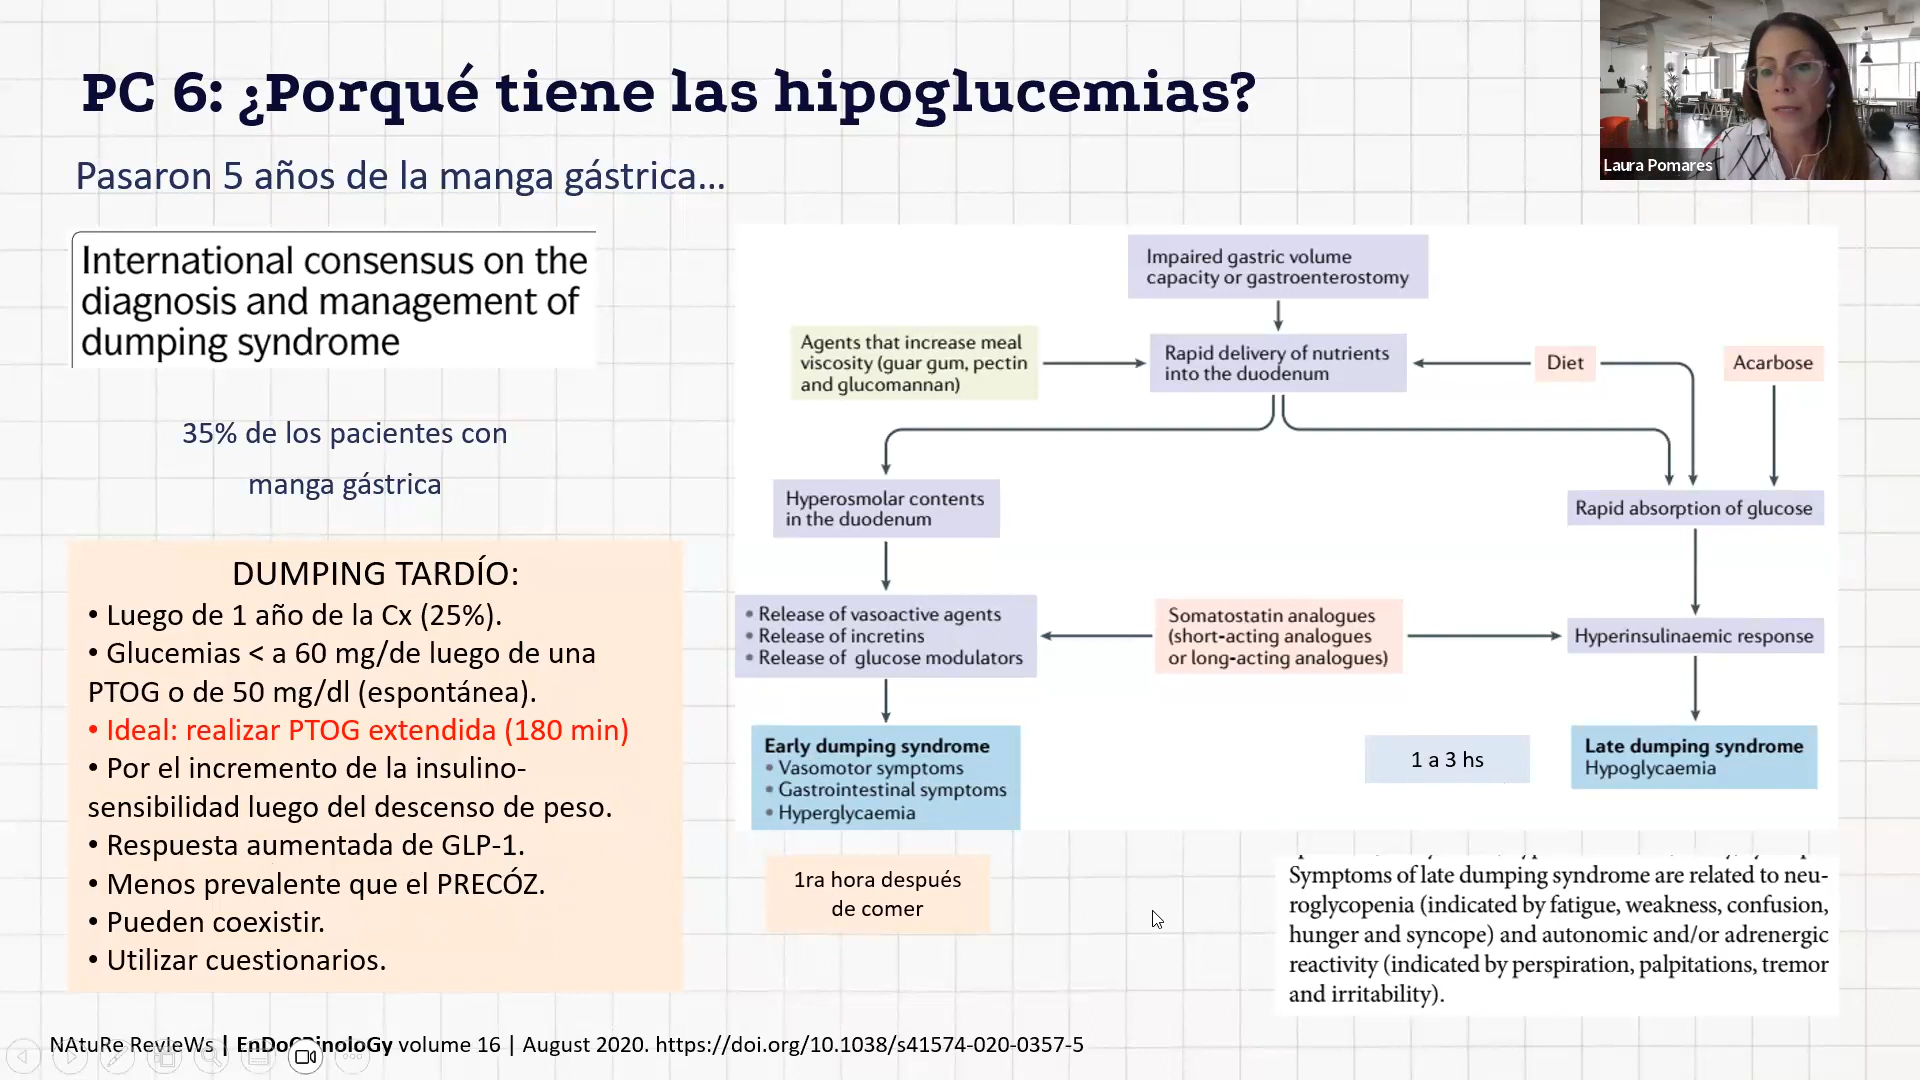 PC 6: ¿Porqué tiene las hipoglucemias?
Pasaron 5 años de la manga gástrica...
Laura Pomares
International consensus on the
diagnosis and management of
dumping syndrome
35% de los pacientes con
manga gástrica
DUMPING TARDÍO:
• Luego de 1 año de la Cx (25%).
• Glucemias < a 60 mg/de luego de una
PTOG o de 50 mg/dl (espontánea).
• Ideal: realizar PTOG extendida (180 min)
• Por el incremento de la insulino-
sensibilidad luego del descenso de peso.
• Respuesta aumentada de GLP-1.
• Menos prevalente que el PRECÓZ.
• Pueden coexistir.
• Utilizar cuestionarios.
Impaired gastric volume
capacity or gastroenterostomy
Agents that increase meal
viscosity (guar gum, pectin
and glucomannan)
Rapid delivery of nutrients
into the duodenum
Diet
Acarbose
Hyperosmolar contents
in the duodenum
Rapid absorption of glucose
• Release of vasoactive agents
• Release of incretins
• Release of glucose modulators
Somatostatin analogues
(short-acting analogues
or long-acting analogues)
Hyperinsulinaemic response
Early dumping syndrome
• Vasomotor symptoms
• Gastrointestinal symptoms
• Hyperglycaemia
1 a 3 hs
Late dumping syndrome
Hypoglycaemia
1ra hora después
de comer
Symptoms of late dumping syndrome are related to neu-
roglycopenia (indicated by fatigue, weakness, confusion,
hunger and syncope) and autonomic and/or adrenergic
reactivity (indicated by perspiration, palpitations, tremor
and irritability).
NAtuRe RevIeWs | EnDoCRinoloGy volume 16 | August 2020. https://doi.org/10.1038/s41574-020-0357-5